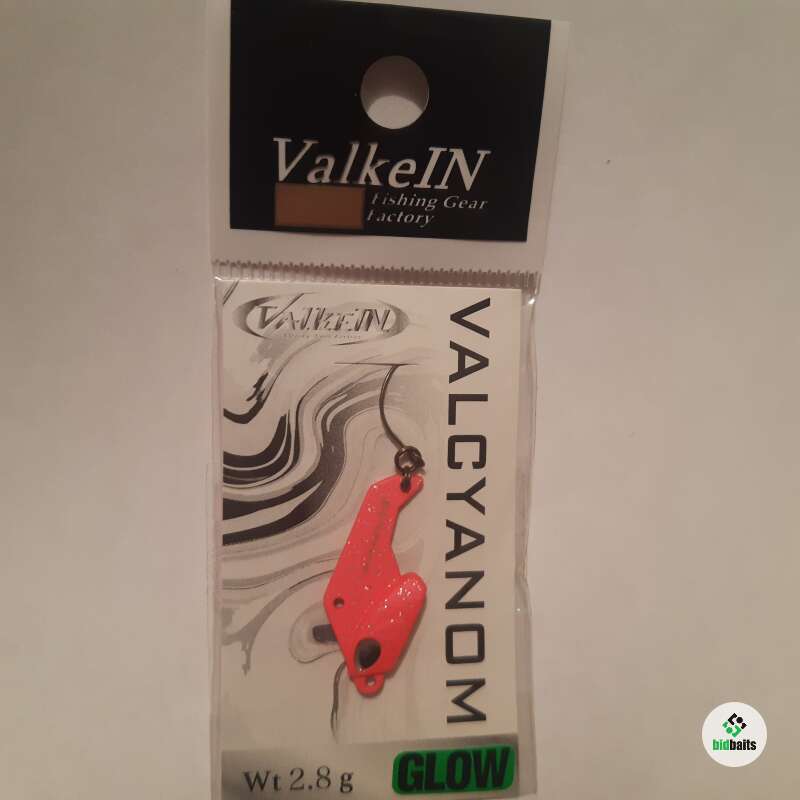 ValkeIN
Fishing Gear
Factory
VALKEIN
VALCYANOM
Wt 2.8 g
GLOW
bidbaits